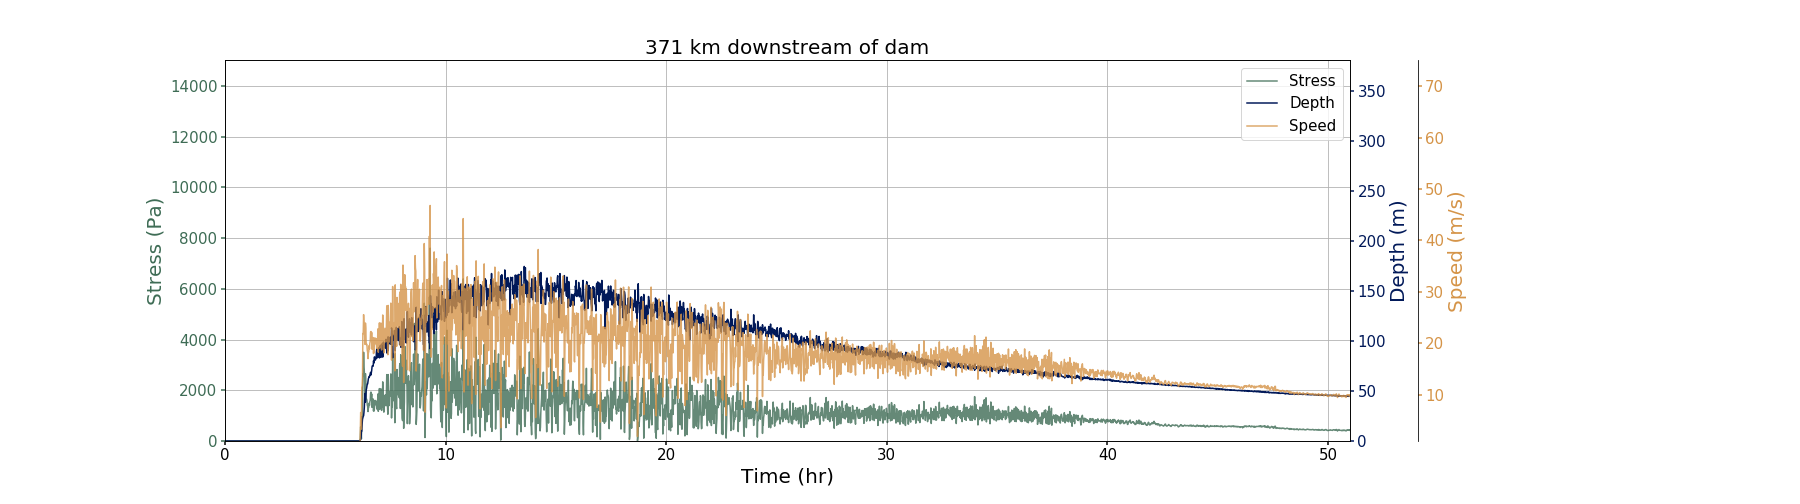 371 km downstream of dam
Stress (Pa)
14000
12000
10000
8000
6000
4000
2000
0
Stress
Depth
Speed
350
300
250
200
150
100
50
0
Depth (m)
70
60
50
40
30
20
10
Speed (m/s)
0 10 20 30 40 50
Time (hr)